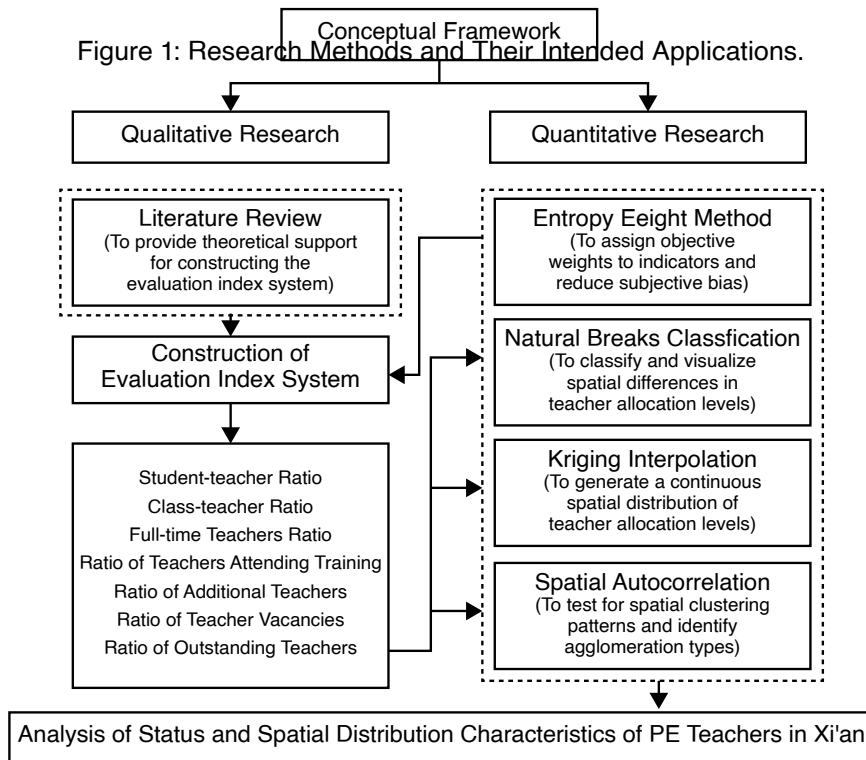 Conceptual Framework
Figure 1: Research Methods and Their Intended Applications.
Qualitative Research
Quantitative Research
Literature Review
(To provide theoretical support
for constructing the
evaluation index system)
Construction of
Evaluation Index System
Student-teacher Ratio
Class-teacher Ratio
Full-time Teachers Ratio
Ratio of Teachers Attending Training
Ratio of Additional Teachers
Ratio of Teacher Vacancies
Ratio of Outstanding Teachers
Entropy Eeight Method
(To assign objective
weights to indicators and
reduce subjective bias)
Natural Breaks Classfication
(To classify and visualize
spatial differences in
teacher allocation levels)
Kriging Interpolation
(To generate a continuous
spatial distribution of
teacher allocation levels)
Spatial Autocorrelation
(To test for spatial clustering
patterns and identify
agglomeration types)
Analysis of Status and Spatial Distribution Characteristics of PE Teachers in Xi'an